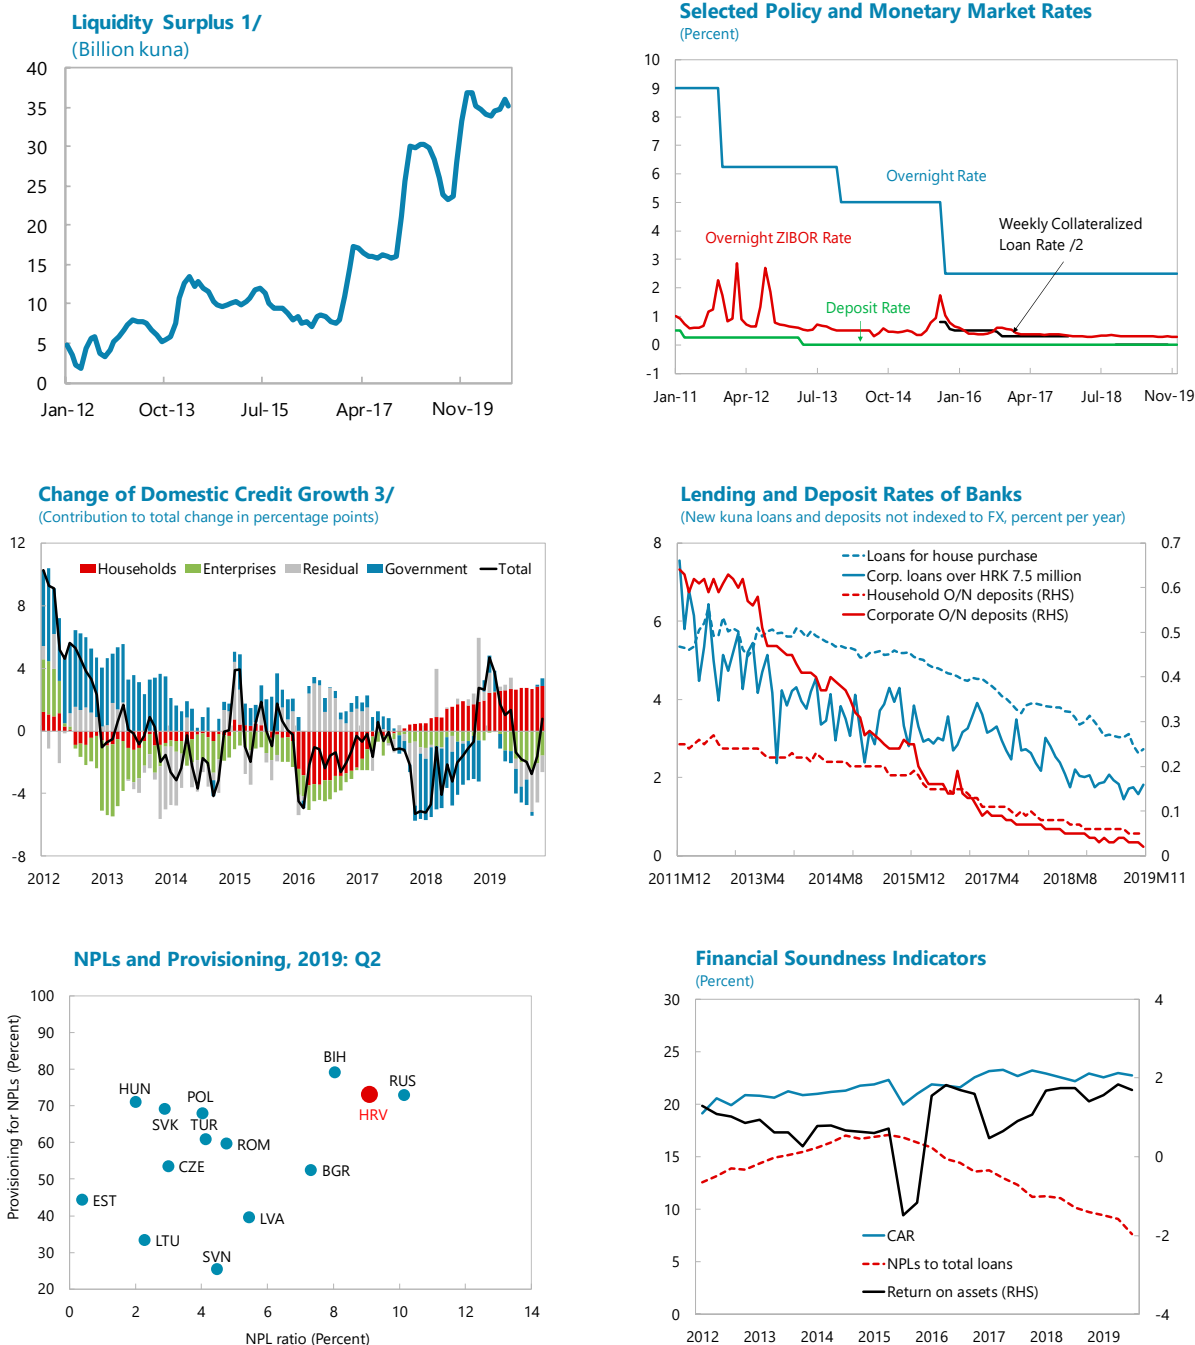 Liquidity Surplus 1/
(Billion kuna)
40
35
30
25
20
15
10
5
0
Jan-12 Oct-13 Jul-15 Apr-17 Nov-19
Selected Policy and Monetary Market Rates
(Percent)
10
9
8
7
6
5
4
3
2
1
0
-1
Overnight Rate
Weekly Collateralized
Loan Rate /2
Overnight ZIBOR Rate
Deposit Rate
Jan-11 Apr-12 Jul-13 Oct-14 Jan-16 Apr-17 Jul-18 Nov-19
Change of Domestic Credit Growth 3/
(Contribution to total change in percentage points)
12
8
4
0
-4
-8
Households Enterprises Residual Government Total
2012 2013 2014 2015 2016 2017 2018 2019
Lending and Deposit Rates of Banks
(New kuna loans and deposits not indexed to FX, percent per year)
8
6
4
2
0
0.7
0.6
0.5
0.4
0.3
0.2
0.1
0
Loans for house purchase
Corp. loans over HRK 7.5 million
Household O/N deposits (RHS)
Corporate O/N deposits (RHS)
2011M12 2013M4 2014M8 2015M12 2017M4 2018M8 2019M11
NPLs and Provisioning, 2019: Q2
Provisioning for NPLs (Percent)
100
90
80
70
60
50
40
30
20
BIH
RUS
HUN
POL
HRV
SVK
TUR
ROM
CZE
BGR
EST
LVA
LTU
SVN
0 2 4 6 8 10 12 14
NPL ratio (Percent)
Financial Soundness Indicators
(Percent)
30
25
20
15
10
5
0
4
2
0
-2
-4
CAR
NPLs to total loans
Return on assets (RHS)
2012 2013 2014 2015 2016 2017 2018 2019